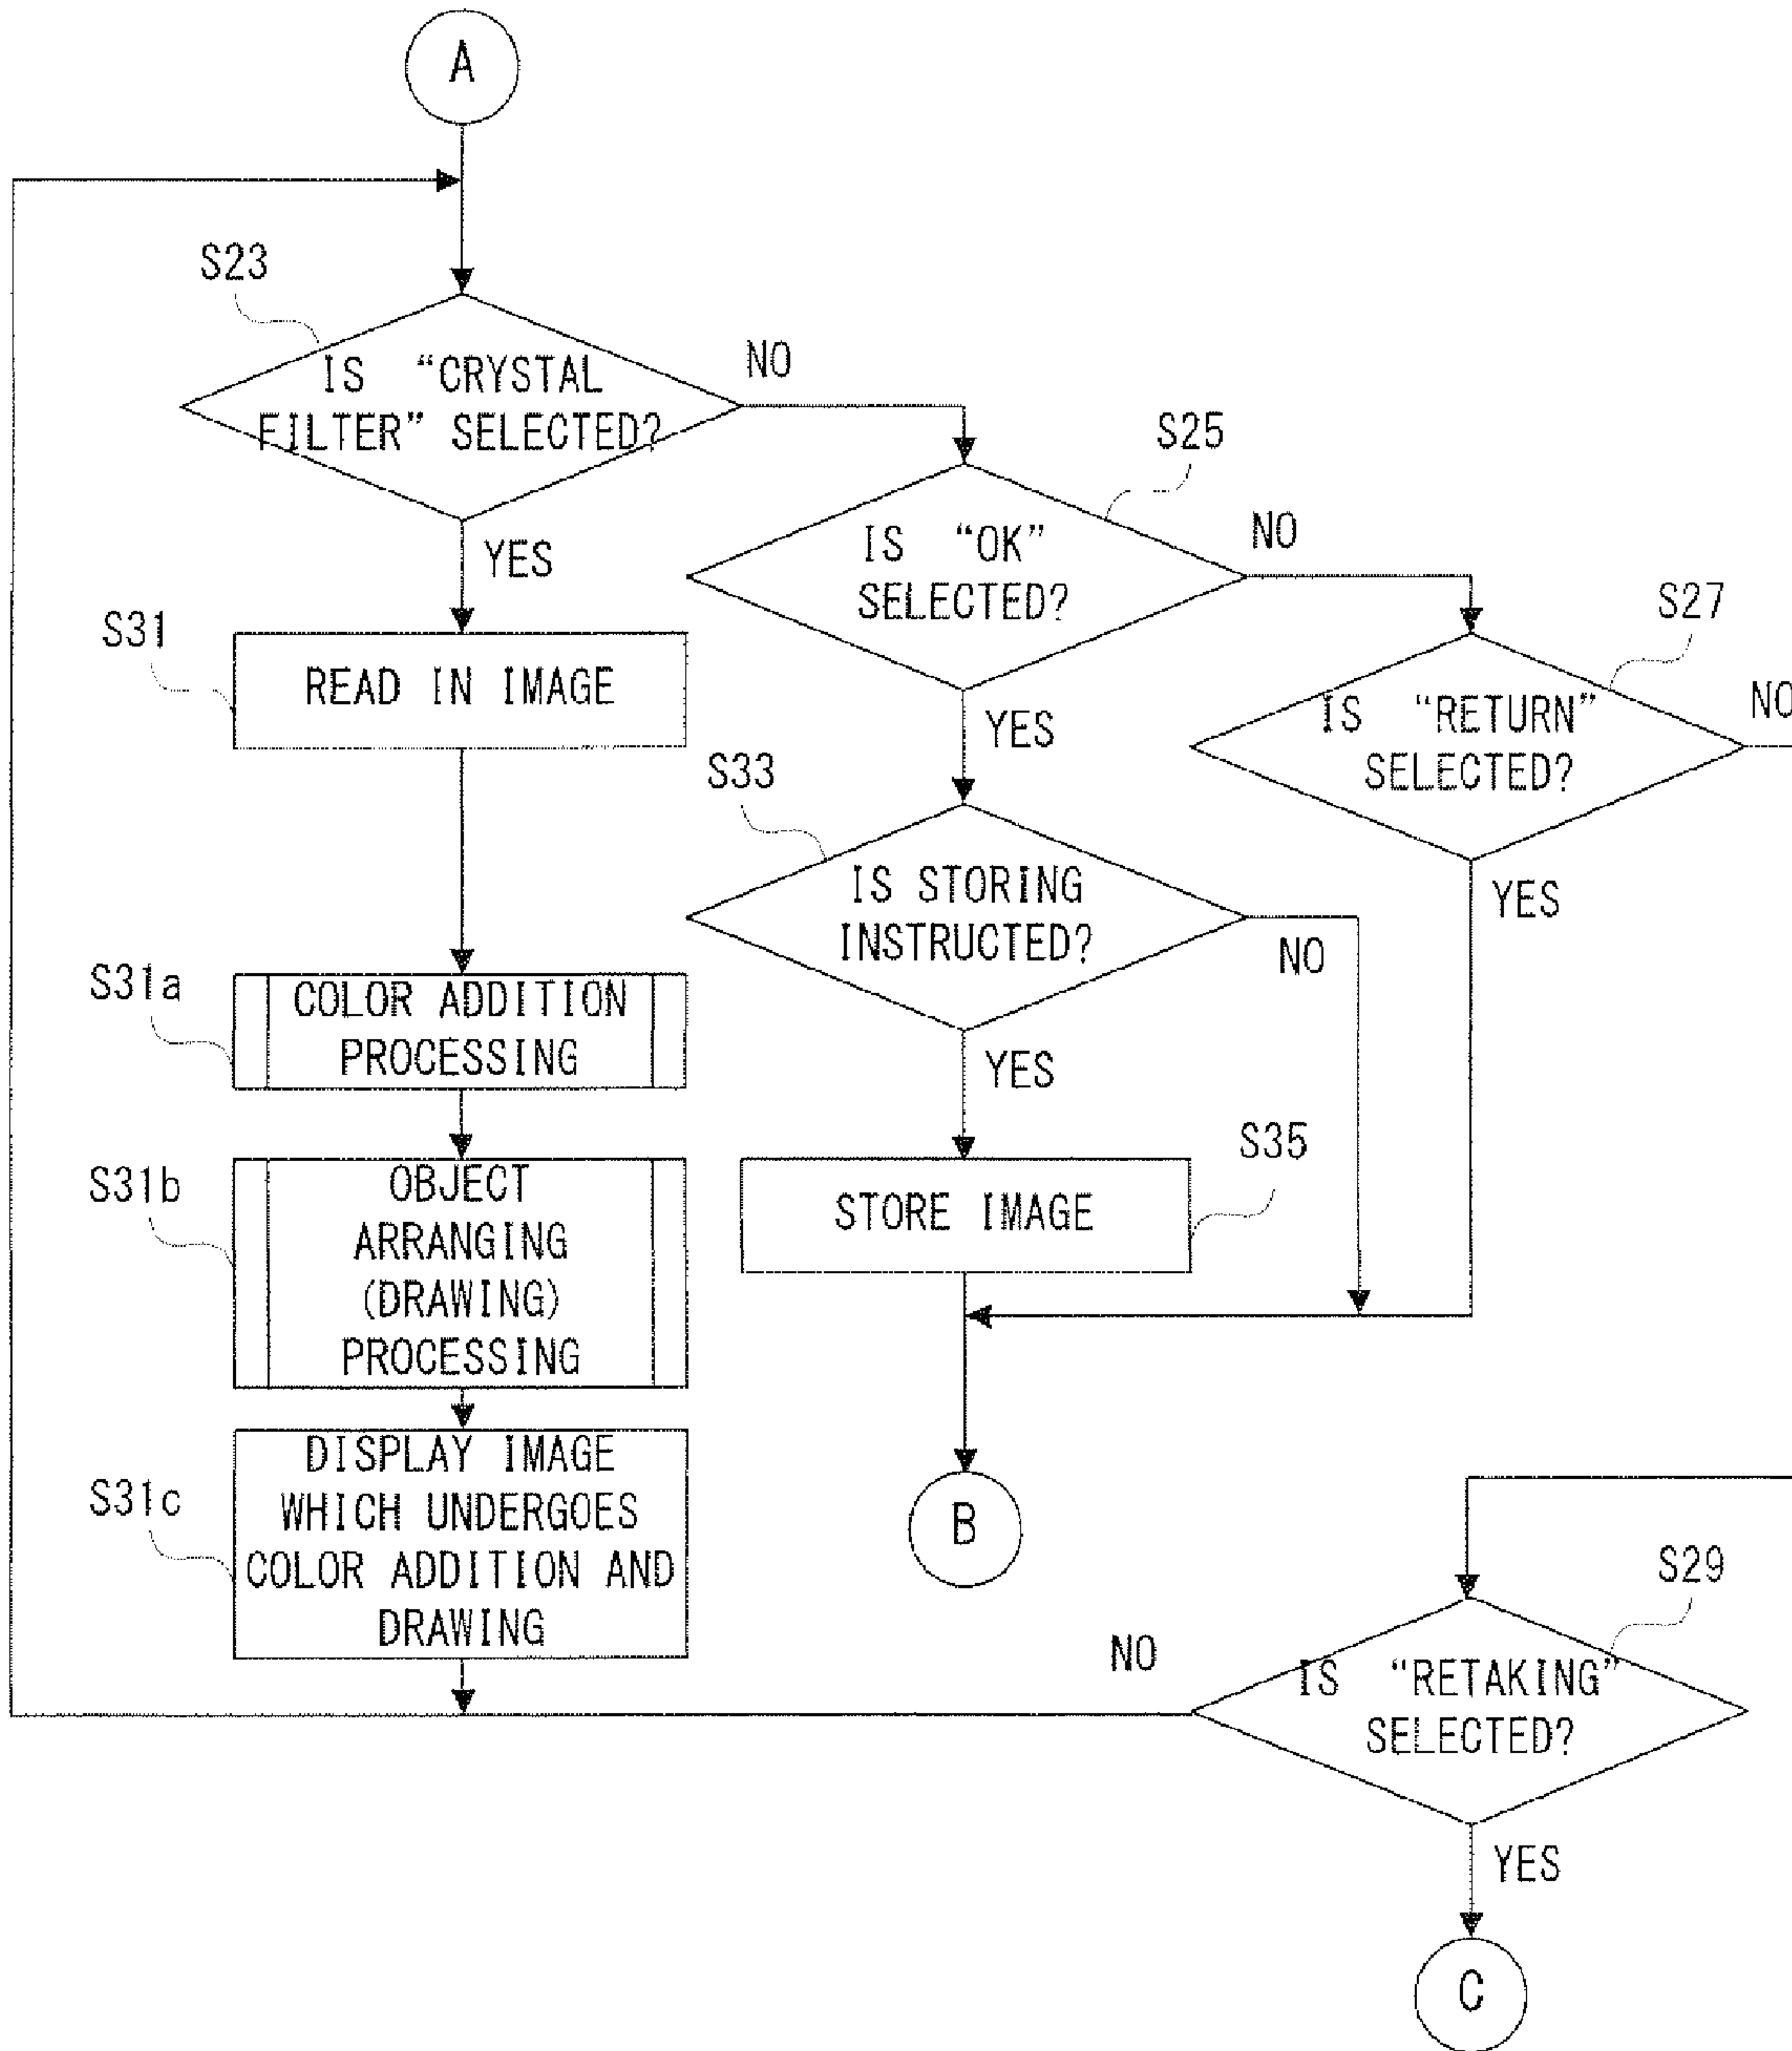 A
S23
IS “CRYSTAL
FILTER” SELECTED?
NO
YES
S25
IS “OK”
SELECTED?
NO
YES
S27
IS “RETURN”
SELECTED?
NO
YES
S31
READ IN IMAGE
S33
IS STORING
INSTRUCTED?
NO
YES
S31a
COLOR ADDITION
PROCESSING
S31b
OBJECT
ARRANGING
(DRAWING)
PROCESSING
S35
STORE IMAGE
S31c
DISPLAY IMAGE
WHICH UNDERGOES
COLOR ADDITION AND
DRAWING
B
S29
IS “RETAKING”
SELECTED?
NO
YES
C